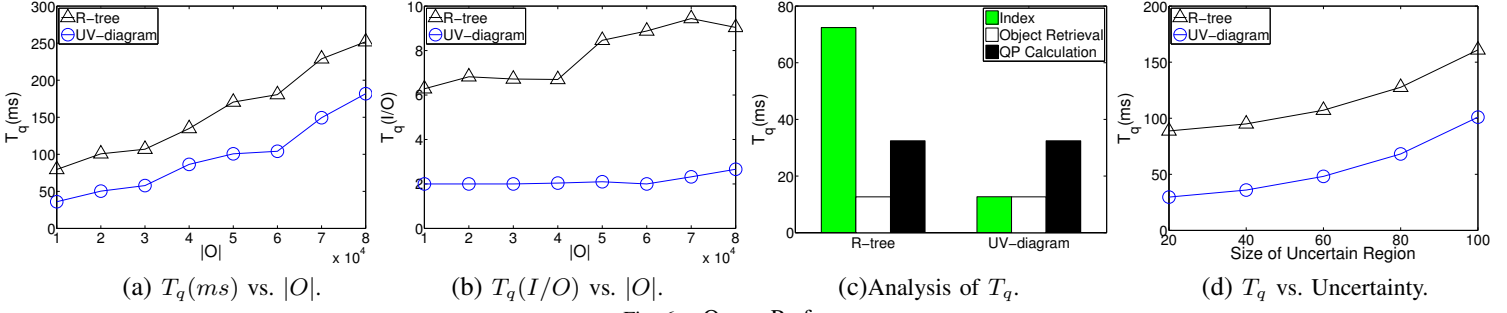 300
250
200
150
100
50
0
T_q(ms)
R-tree
UV-diagram
1 2 3 4 5 6 7 8
|O|
x 10^4
(a) T_q(ms) vs. |O|.
10
8
6
4
2
0
T_q(I/O)
R-tree
UV-diagram
1 2 3 4 5 6 7 8
|O|
x 10^4
(b) T_q(I/O) vs. |O|.
80
60
40
20
0
T_q(ms)
Index
Object Retrieval
QP Calculation
R-tree UV-diagram
(c)Analysis of T_q.
200
150
100
50
0
T_q(ms)
R-tree
UV-diagram
20 40 60 80 100
Size of Uncertain Region
(d) T_q vs. Uncertainty.